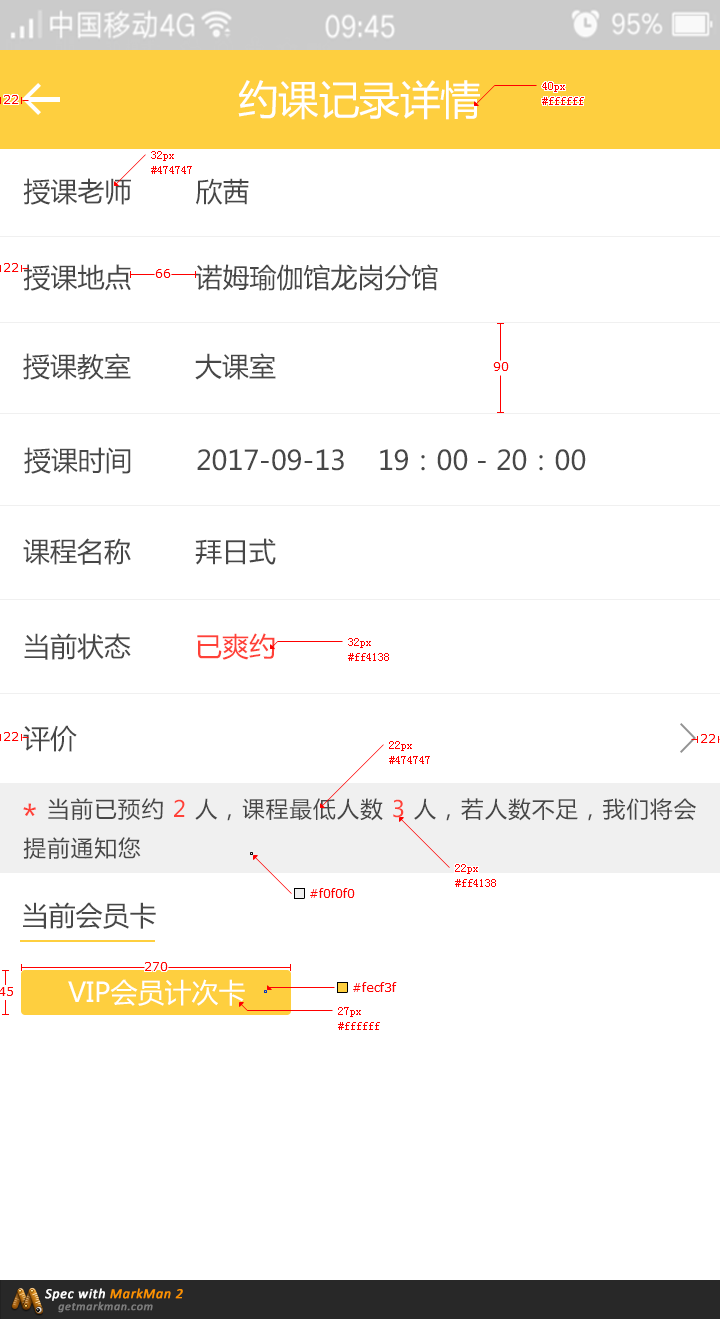 中国移动4G 09:45 95%
22 约课记录详情 40px
#ffffff
32px
#474747
授课老师 欣茜
22 授课地点 66 诺姆瑜伽馆龙岗分馆
授课教室 大课室 90
授课时间 2017-09-13 19：00 - 20：00
课程名称 拜日式
当前状态 已爽约 32px
#ff4138
22 评价 22
22px
#474747
* 当前已预约 2 人，课程最低人数 3 人，若人数不足，我们将会
提前通知您
22px
#ff4138
#f0f0f0
当前会员卡
270
45 VIP会员计次卡 #fecf3f
27px
#ffffff
Spec with MarkMan 2
getmarkman.com